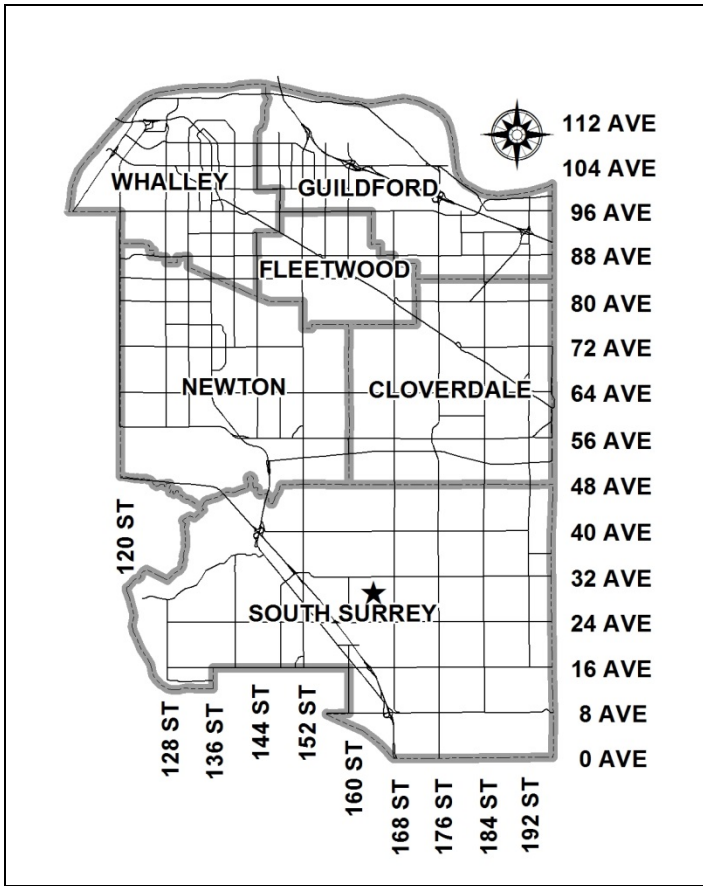 112 AVE
104 AVE
WHALLEY
GUILDFORD
96 AVE
88 AVE
FLEETWOOD
80 AVE
72 AVE
NEWTON
CLOVERDALE
64 AVE
56 AVE
48 AVE
120 ST
40 AVE
32 AVE
SOUTH SURREY
24 AVE
16 AVE
128 ST
136 ST
144 ST
152 ST
160 ST
8 AVE
0 AVE
168 ST
176 ST
184 ST
192 ST